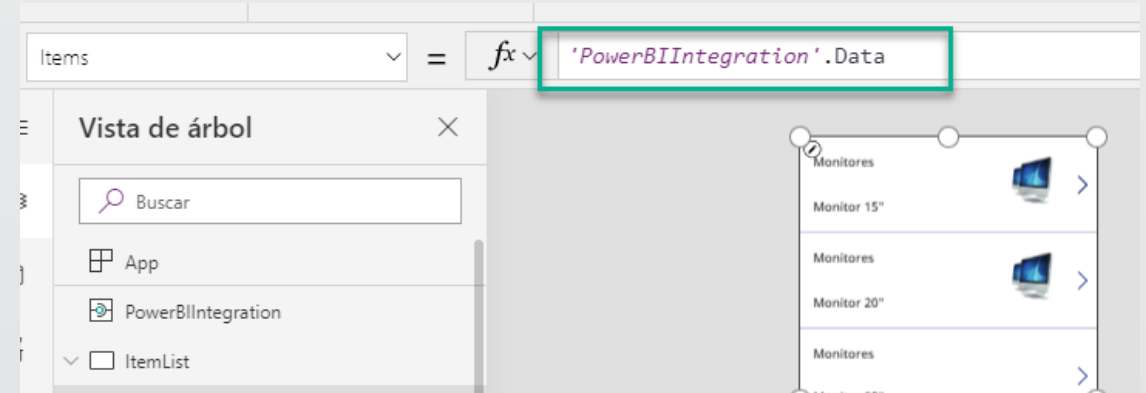 Items = fx 'PowerBIIntegration'.Data
Vista de árbol
Buscar
App
PowerBIIntegration
ItemList
Monitores
Monitor 15"
Monitores
Monitor 20"
Monitores